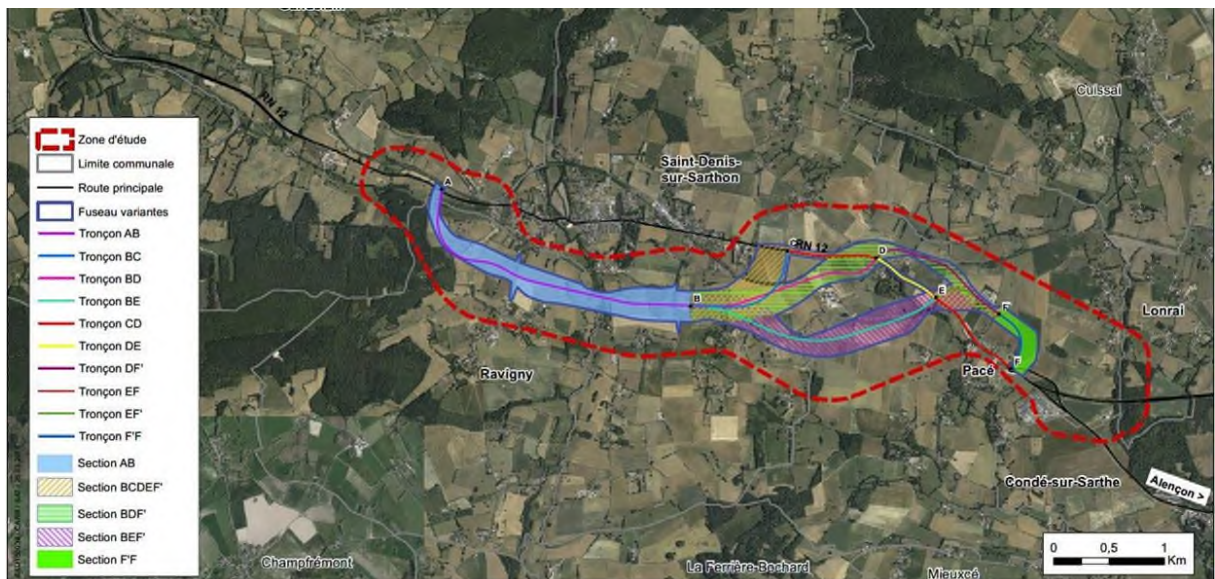 Cuissai
RN 12
Saint-Denis-
sur-Sarthon
A
RN 12
D
B
E
F'
F
Lonrai
Pacé
Ravigny
Condé-sur-Sarthe
Alençon >
Champfrémont
La Ferrière-Bochard
Mieuxcé
Zone d'étude
Limite communale
Route principale
Fuseau variantes
Tronçon AB
Tronçon BC
Tronçon BD
Tronçon BE
Tronçon CD
Tronçon DE
Tronçon DF'
Tronçon EF
Tronçon EF'
Tronçon F'F
Section AB
Section BCDEF'
Section BDF'
Section BEF'
Section F'F
0 0,5 1
Km